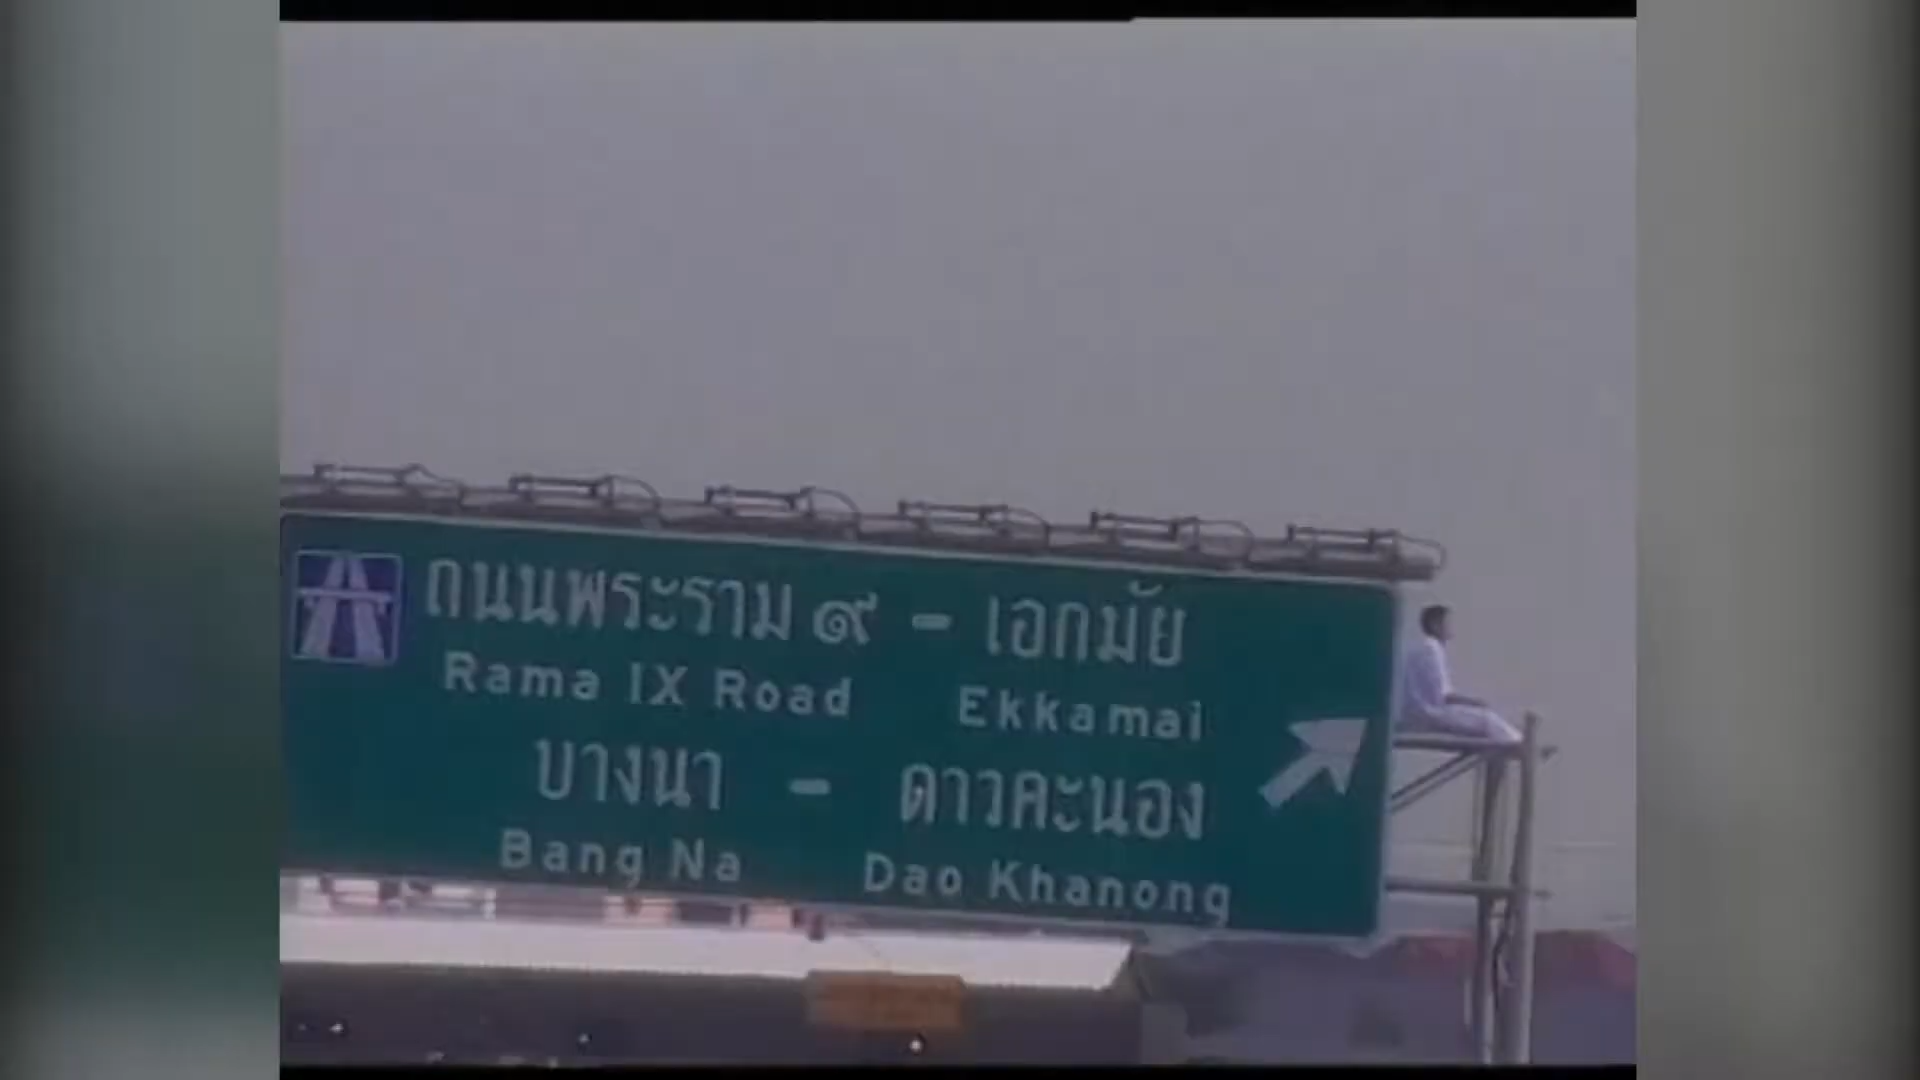 ถนนพระราม ๙ - เอกมัย
Rama IX Road Ekkamai
บางนา - ดาวคะนอง
Bang Na Dao Khanong